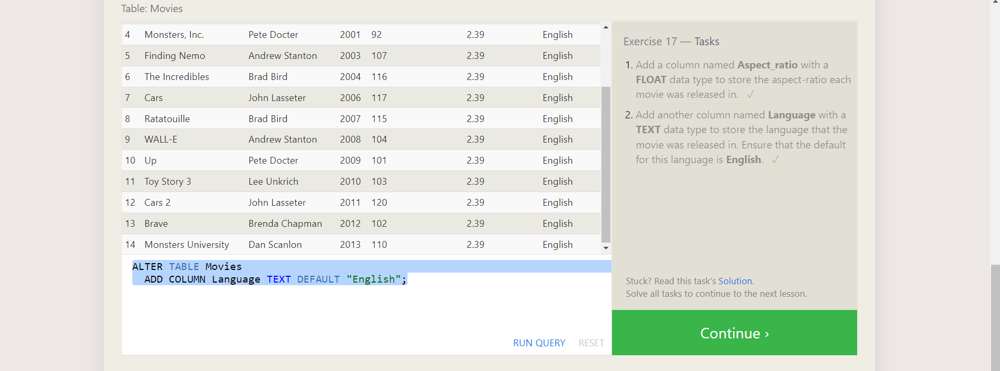 Table: Movies
4 Monsters, Inc. Pete Docter 2001 92 2.39 English
5 Finding Nemo Andrew Stanton 2003 107 2.39 English
6 The Incredibles Brad Bird 2004 116 2.39 English
7 Cars John Lasseter 2006 117 2.39 English
8 Ratatouille Brad Bird 2007 115 2.39 English
9 WALL-E Andrew Stanton 2008 104 2.39 English
10 Up Pete Docter 2009 101 2.39 English
11 Toy Story 3 Lee Unkrich 2010 103 2.39 English
12 Cars 2 John Lasseter 2011 120 2.39 English
13 Brave Brenda Chapman 2012 102 2.39 English
14 Monsters University Dan Scanlon 2013 110 2.39 English
ALTER TABLE Movies
  ADD COLUMN Language TEXT DEFAULT "English";
RUN QUERY RESET
Exercise 17 — Tasks
1. Add a column named Aspect_ratio with a
FLOAT data type to store the aspect-ratio each
movie was released in. ✓
2. Add another column named Language with a
TEXT data type to store the language that the
movie was released in. Ensure that the default
for this language is English. ✓
Stuck? Read this task's Solution.
Solve all tasks to continue to the next lesson.
Continue ›